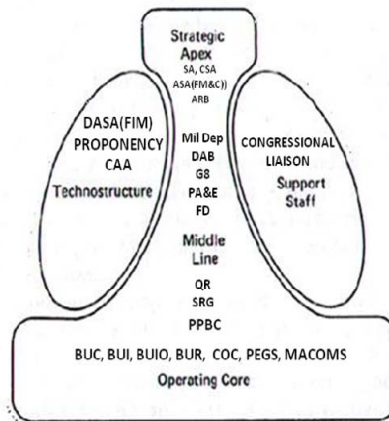 Strategic
Apex
SA, CSA
ASA(FM&C))
ARB
DASA(FIM)
PROPONENCY
CAA
Technostructure
Mil Dep
DAB
G8
PA&E
FD
Middle
Line
QR
SRG
PPBC
CONGRESSIONAL
LIAISON
Support
Staff
BUC, BUI, BUIO, BUR, COC, PEGS, MACOMS
Operating Core